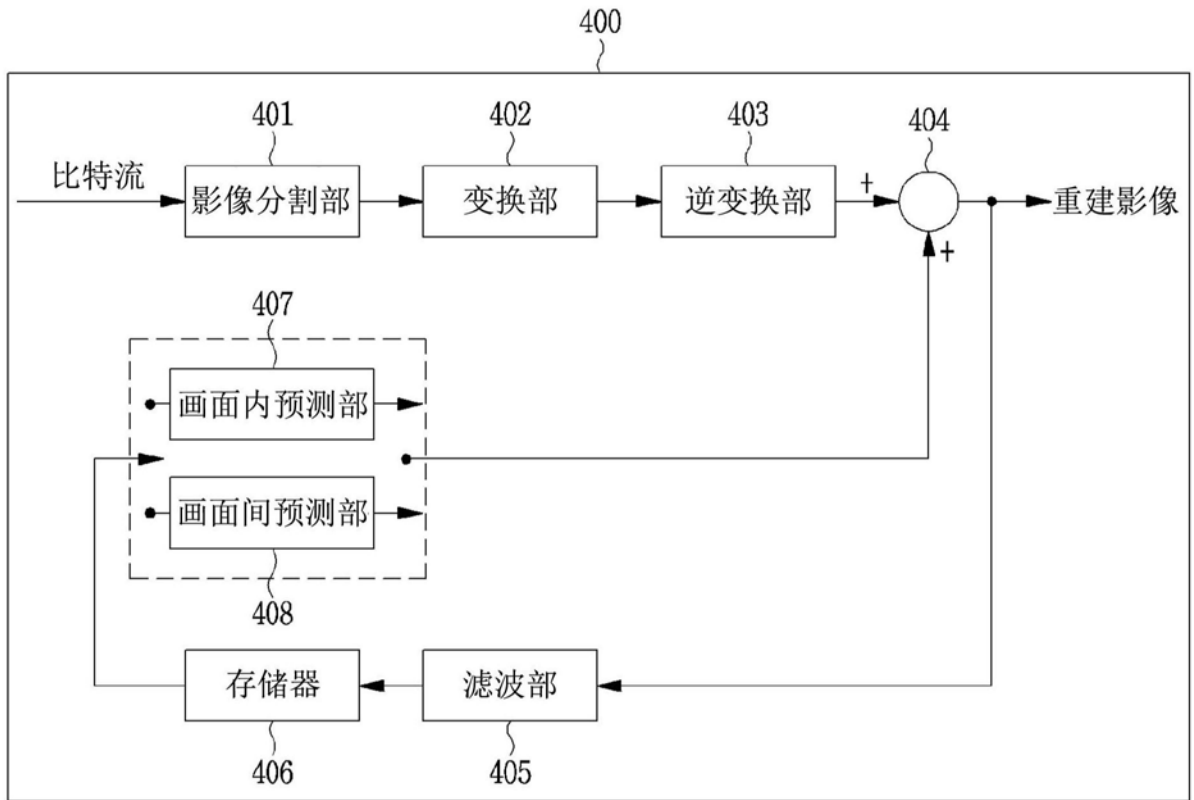 400
401
402
403
404
比特流
影像分割部
变换部
逆变换部
+
重建影像
+
407
画面内预测部
画面间预测部
408
存储器
滤波部
406
405